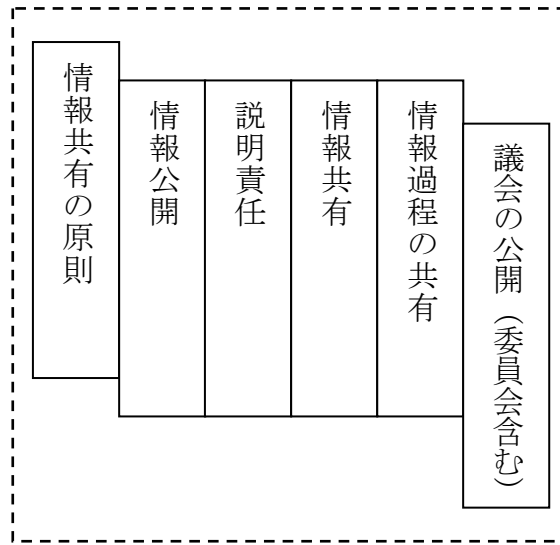 議会の公開（委員会含む）
情報過程の共有
情報共有
説明責任
情報公開
情報共有の原則